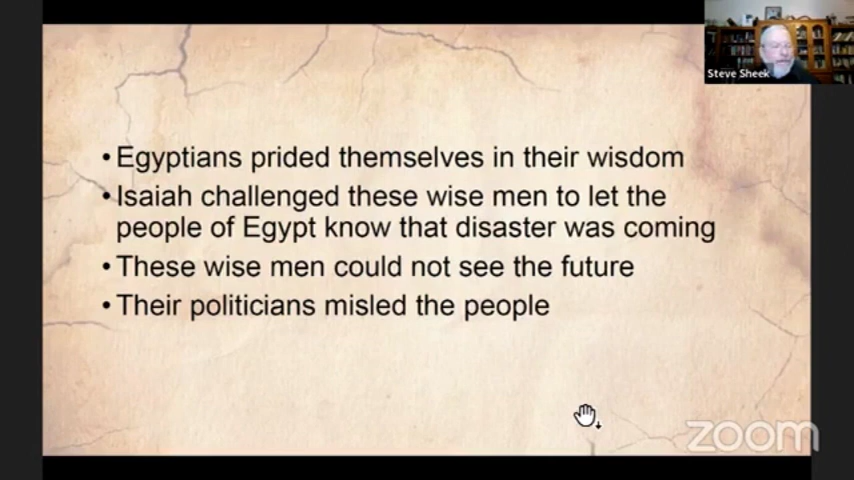 Steve Sheek
• Egyptians prided themselves in their wisdom
• Isaiah challenged these wise men to let the
people of Egypt know that disaster was coming
• These wise men could not see the future
• Their politicians misled the people
zoom